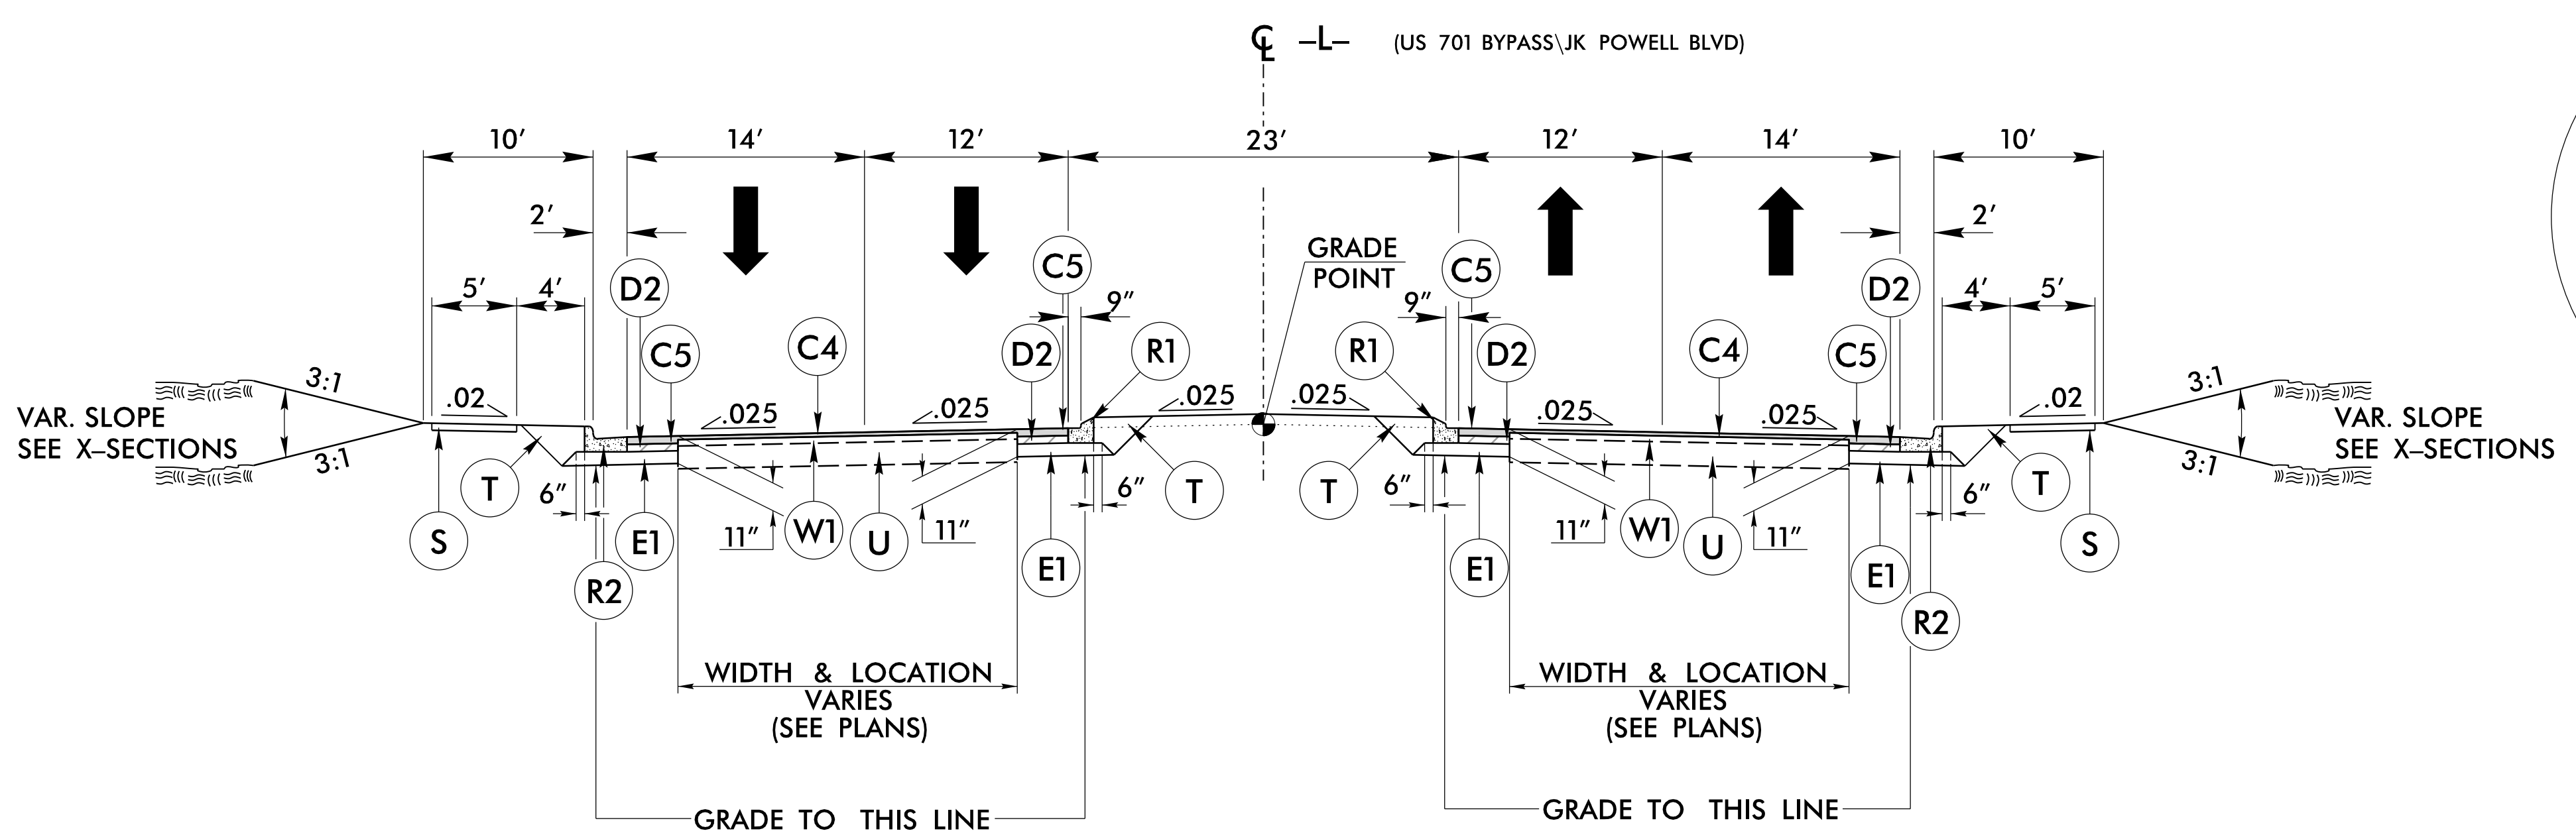 ℄ –L– (US 701 BYPASS\JK POWELL BLVD)
10′ 14′ 12′ 23′ 12′ 14′ 10′
2′ 2′
GRADE
POINT
5′ 4′ D2 C5 9″ 9″ C5 D2 4′ 5′
C5 C4 D2 R1 R1 D2 C4 C5
3:1 .02 .025 .025 .025 .025 .025 .025 .02 3:1
VAR. SLOPE
SEE X–SECTIONS
VAR. SLOPE
SEE X–SECTIONS
3:1 3:1
T 6″ 6″ T T 6″ 6″ T
S R2 E1 11″ W1 U 11″ E1
E1 11″ W1 U 11″ E1 R2 S
WIDTH & LOCATION
VARIES
(SEE PLANS)
WIDTH & LOCATION
VARIES
(SEE PLANS)
GRADE TO THIS LINE
GRADE TO THIS LINE